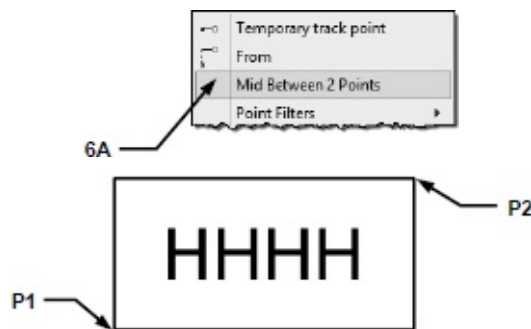 Temporary track point
From
Mid Between 2 Points
Point Filters
6A
P2
HHHH
P1